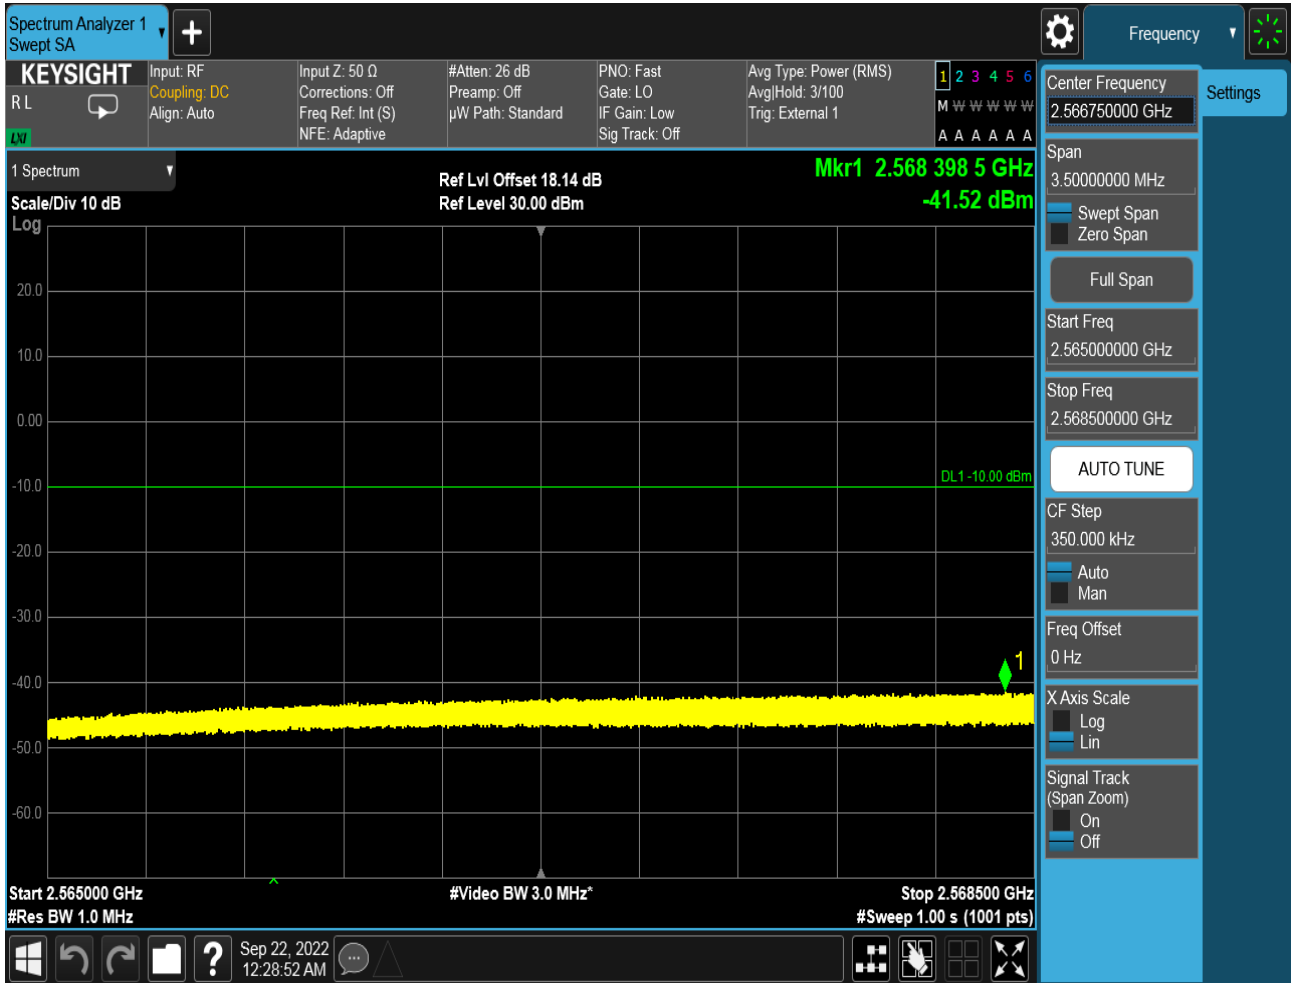 Spectrum Analyzer 1
Swept SA
Frequency
KEYSIGHT
R L
LXI
Input: RF
Coupling: DC
Align: Auto
Input Z: 50 Ω
Corrections: Off
Freq Ref: Int (S)
NFE: Adaptive
#Atten: 26 dB
Preamp: Off
µW Path: Standard
PNO: Fast
Gate: LO
IF Gain: Low
Sig Track: Off
Avg Type: Power (RMS)
Avg|Hold: 3/100
Trig: External 1
1 2 3 4 5 6
M W W W W W
A A A A A A
1 Spectrum
Scale/Div 10 dB
Log
Ref Lvl Offset 18.14 dB
Ref Level 30.00 dBm
Mkr1 2.568 398 5 GHz
-41.52 dBm
20.0
10.0
0.00
-10.0
-20.0
-30.0
-40.0
-50.0
-60.0
DL1 -10.00 dBm
1
Start 2.565000 GHz
#Res BW 1.0 MHz
#Video BW 3.0 MHz*
Stop 2.568500 GHz
#Sweep 1.00 s (1001 pts)
Sep 22, 2022
12:28:52 AM
Center Frequency
2.566750000 GHz
Settings
Span
3.50000000 MHz
Swept Span
Zero Span
Full Span
Start Freq
2.565000000 GHz
Stop Freq
2.568500000 GHz
AUTO TUNE
CF Step
350.000 kHz
Auto
Man
Freq Offset
0 Hz
X Axis Scale
Log
Lin
Signal Track
(Span Zoom)
On
Off